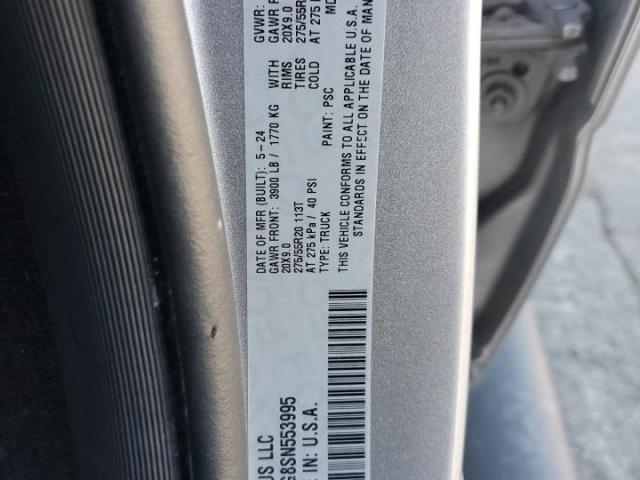 US LLC DATE OF MFR (BUILT): 5-24 GVWR:
GAWR FRONT: 3900 LB / 1770 KG WITH GAWR
20X9.0 RIMS 20X9.0
275/55R20 113T TIRES 275/55R
AT 275 kPa / 40 PSI COLD AT 275
TYPE: TRUCK PAINT: PSC MD
G8SN553995 THIS VEHICLE CONFORMS TO ALL APPLICABLE U.S.A.
IN: U.S.A. STANDARDS IN EFFECT ON THE DATE OF MAN